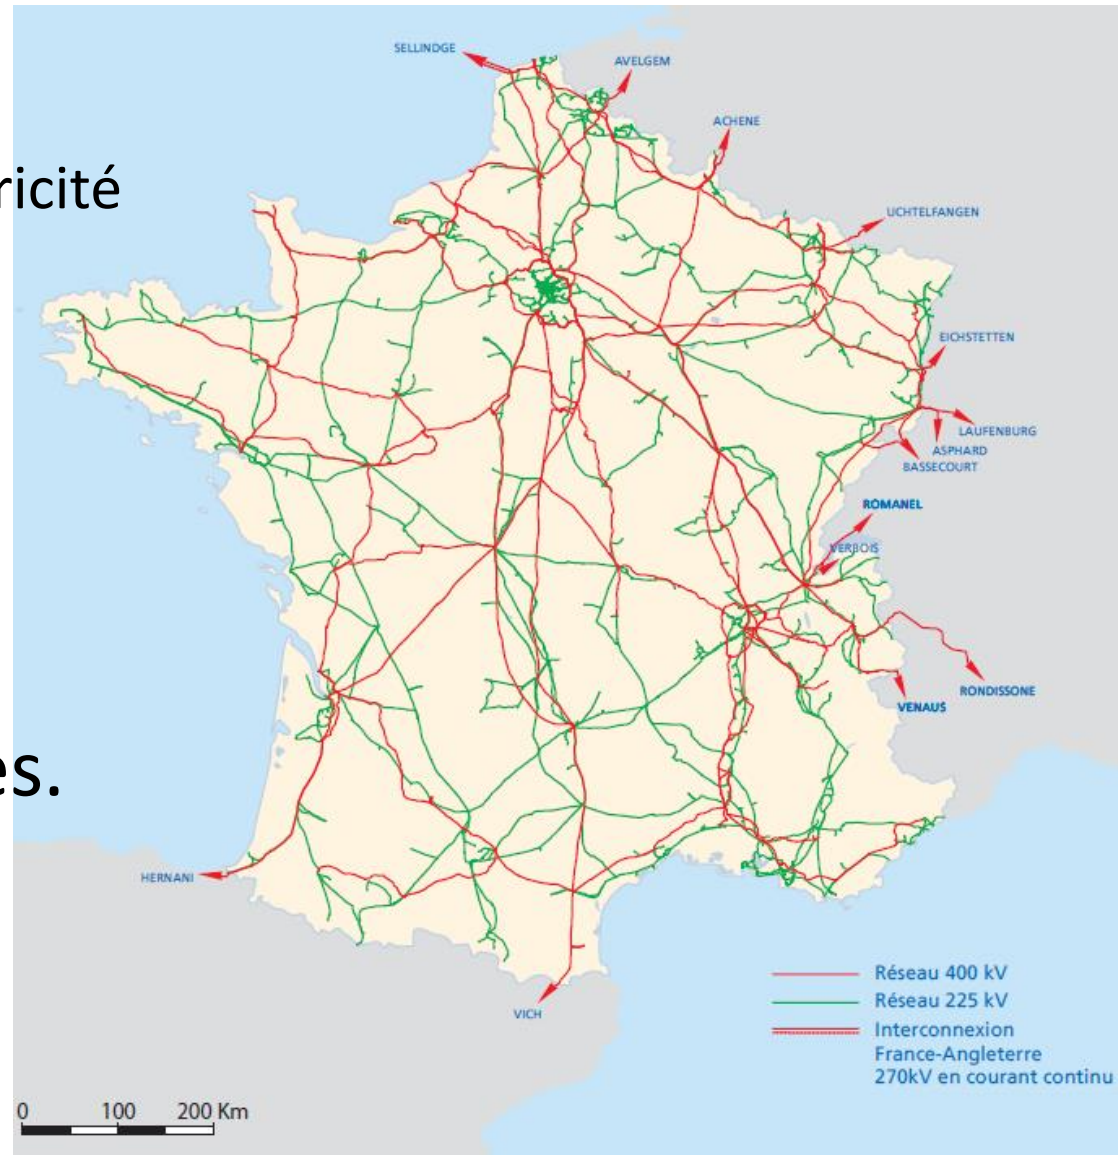 SELLINDGE
AVELGEM
ACHENE
ricité
UCHTELFANGEN
EICHSTETTEN
LAUFENBURG
ASPHARD
BASSECOURT
ROMANEL
VERBOIS
RONDISSONE
VENAUS
es.
HERNANI
VICH
Réseau 400 kV
Réseau 225 kV
Interconnexion
France-Angleterre
270kV en courant continu
0 100 200 Km